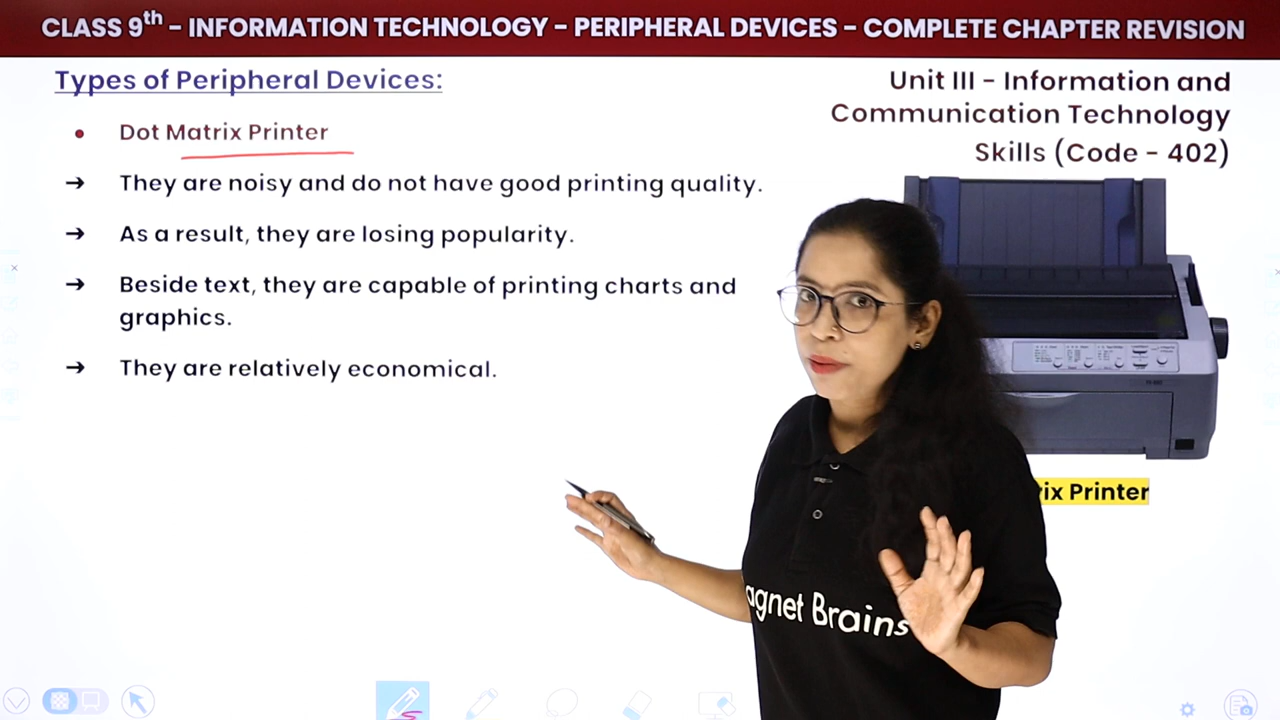 CLASS 9th – INFORMATION TECHNOLOGY – PERIPHERAL DEVICES – COMPLETE CHAPTER REVISION
Types of Peripheral Devices:
Unit III – Information and
Communication Technology
Skills (Code – 402)
• Dot Matrix Printer
➔ They are noisy and do not have good printing quality.
➔ As a result, they are losing popularity.
➔ Beside text, they are capable of printing charts and
graphics.
➔ They are relatively economical.
rix Printer
agnet Brains